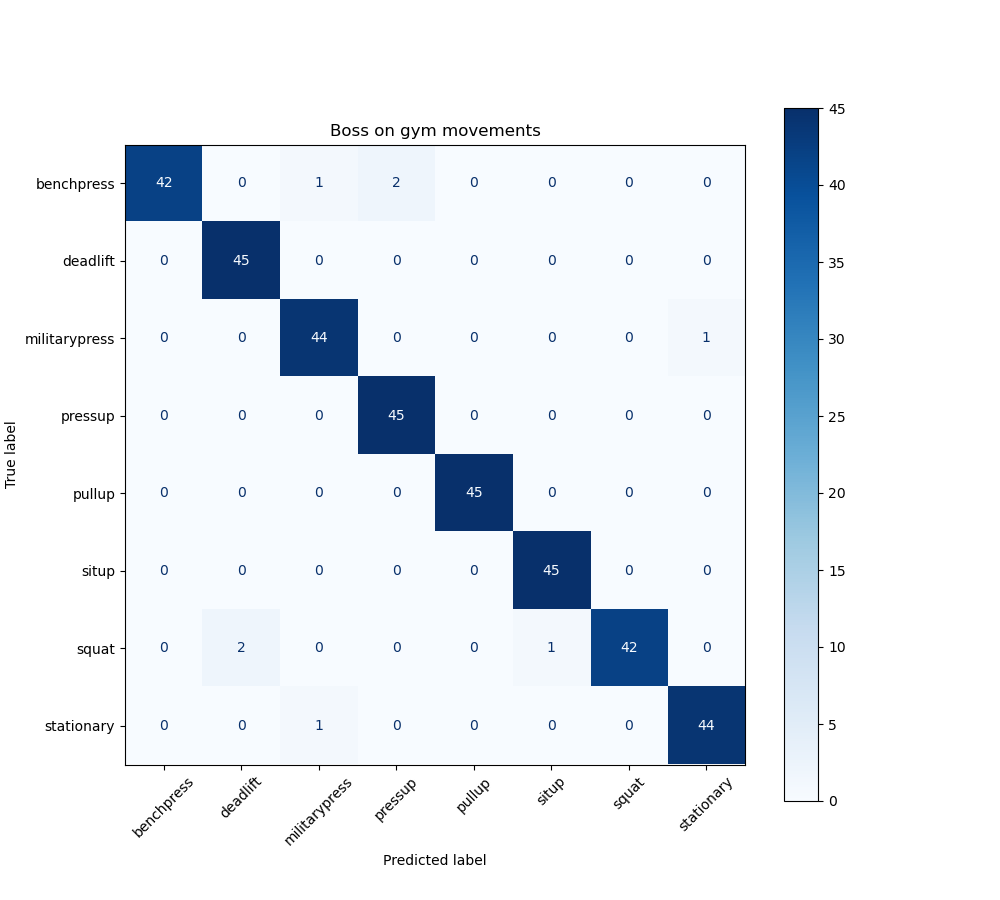 Boss on gym movements
True label
benchpress 42 0 1 2 0 0 0 0
deadlift 0 45 0 0 0 0 0 0
militarypress 0 0 44 0 0 0 0 1
pressup 0 0 0 45 0 0 0 0
pullup 0 0 0 0 45 0 0 0
situp 0 0 0 0 0 45 0 0
squat 0 2 0 0 0 1 42 0
stationary 0 0 1 0 0 0 0 44
benchpress deadlift militarypress pressup pullup situp squat stationary
Predicted label
45
40
35
30
25
20
15
10
5
0